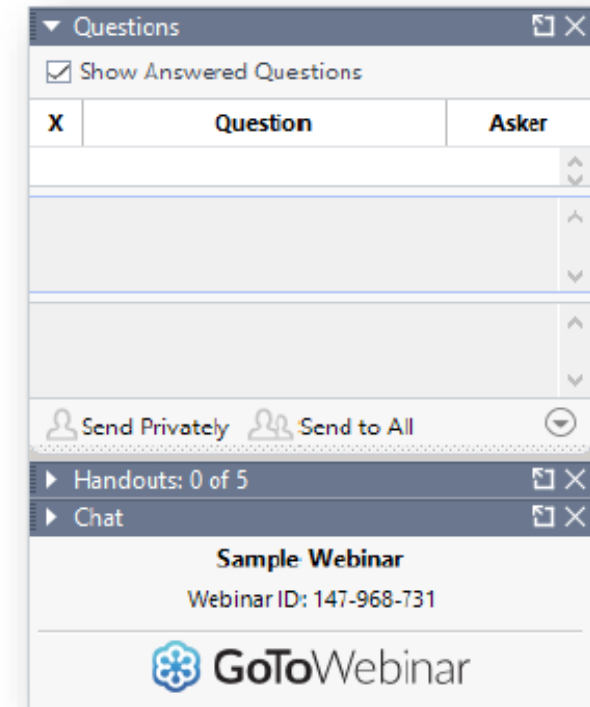 Questions
Show Answered Questions
X Question Asker
Send Privately Send to All
Handouts: 0 of 5
Chat
Sample Webinar
Webinar ID: 147-968-731
GoToWebinar